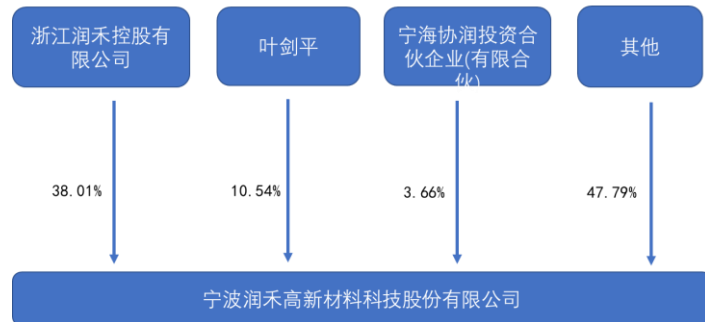 浙江润禾控股有
限公司
叶剑平
宁海协润投资合
伙企业(有限合
伙)
其他
38.01%
10.54%
3.66%
47.79%
宁波润禾高新材料科技股份有限公司